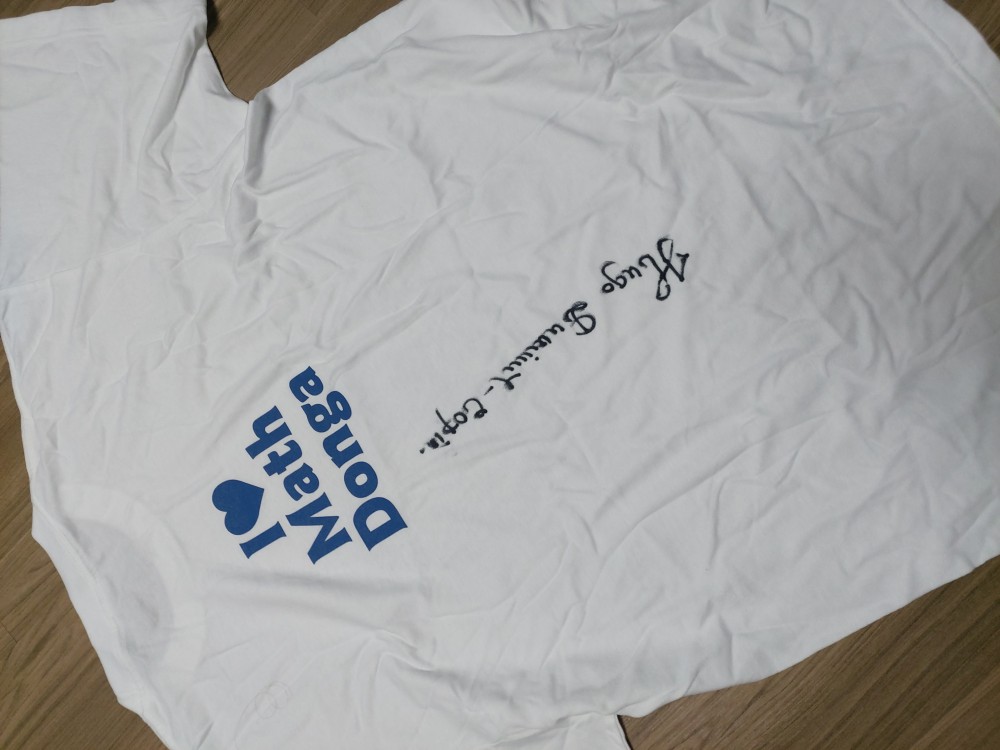 I ♥
Math
Donga
Hugo Duminil-Copin.